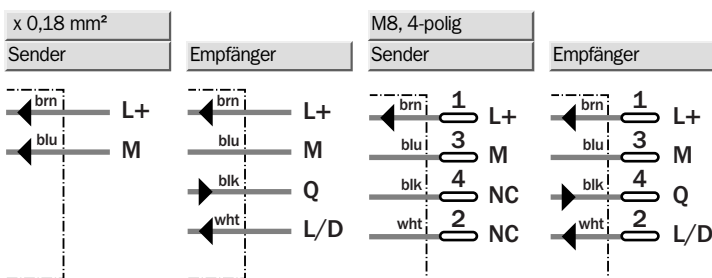 x 0,18 mm²
Sender
brn L+
blu M
Empfänger
brn L+
blu M
blk Q
wht L/D
M8, 4-polig
Sender
brn 1 L+
blu 3 M
blk 4 NC
wht 2 NC
Empfänger
brn 1 L+
blu 3 M
blk 4 Q
wht 2 L/D